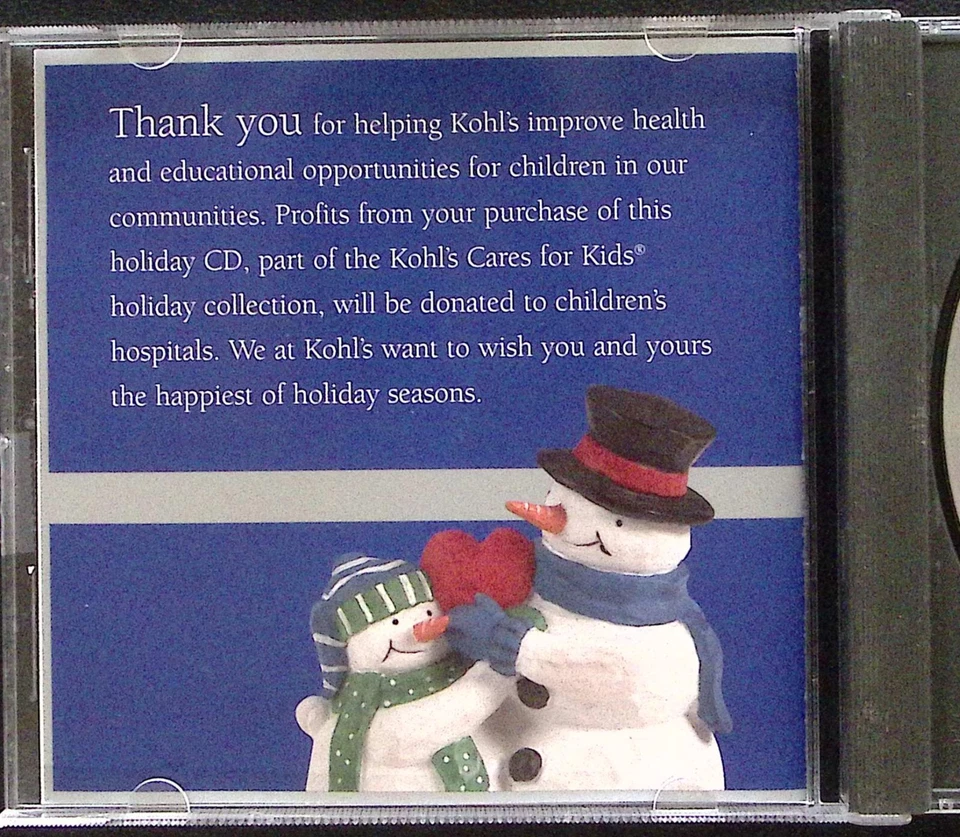 Thank you for helping Kohl's improve health
and educational opportunities for children in our
communities. Profits from your purchase of this
holiday CD, part of the Kohl's Cares for Kids®
holiday collection, will be donated to children's
hospitals. We at Kohl's want to wish you and yours
the happiest of holiday seasons.